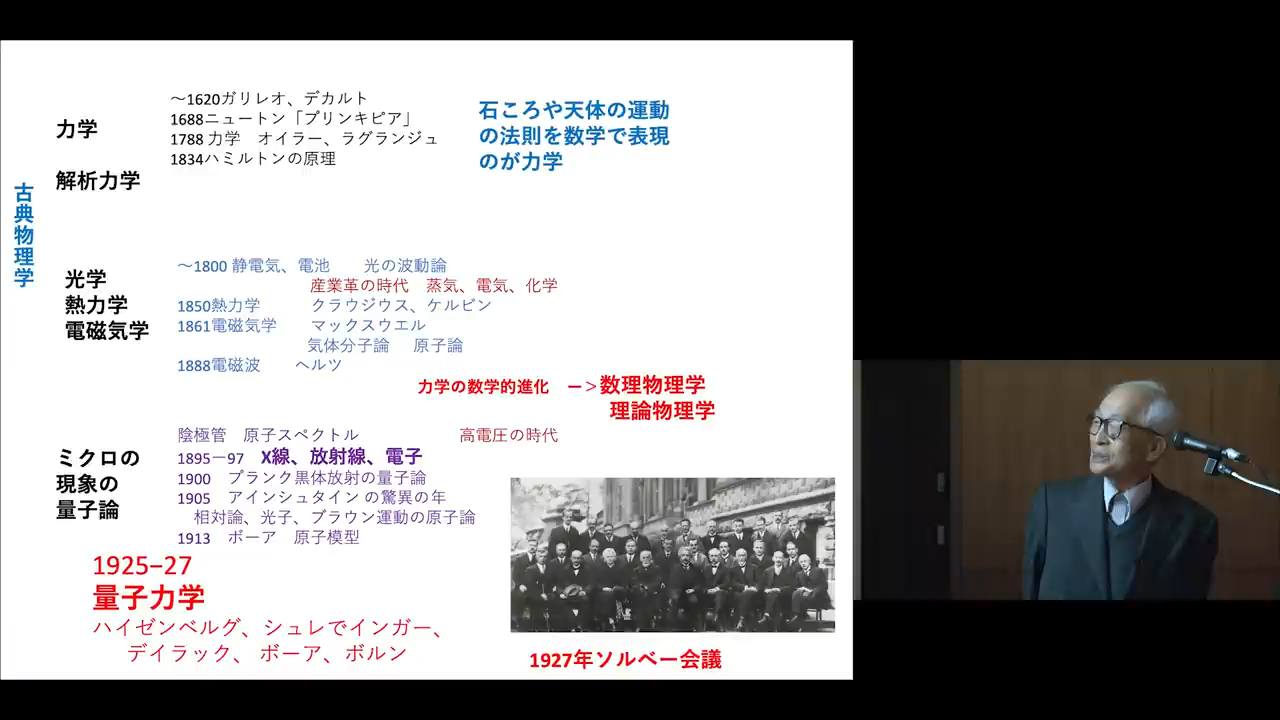 古典物理学
力学
～1620ガリレオ、デカルト
1688ニュートン「プリンキピア」
1788 力学　オイラー、ラグランジュ
1834ハミルトンの原理
解析力学
石ころや天体の運動
の法則を数学で表現
のが力学
光学
熱力学
電磁気学
～1800 静電気、電池　　光の波動論
産業革の時代　蒸気、電気、化学
1850熱力学　　　クラウジウス、ケルビン
1861電磁気学　　マックスウエル
気体分子論　原子論
1888電磁波　　ヘルツ
力学の数学的進化　ー＞数理物理学
理論物理学
ミクロの
現象の
量子論
陰極管　原子スペクトル　　　　　　高電圧の時代
1895－97　X線、放射線、電子
1900　プランク黒体放射の量子論
1905　アインシュタイン の驚異の年
相対論、光子、ブラウン運動の原子論
1913　ボーア　原子模型
1925–27
量子力学
ハイゼンベルグ、シュレでインガー、
デイラック、 ボーア、ボルン
1927年ソルベー会議